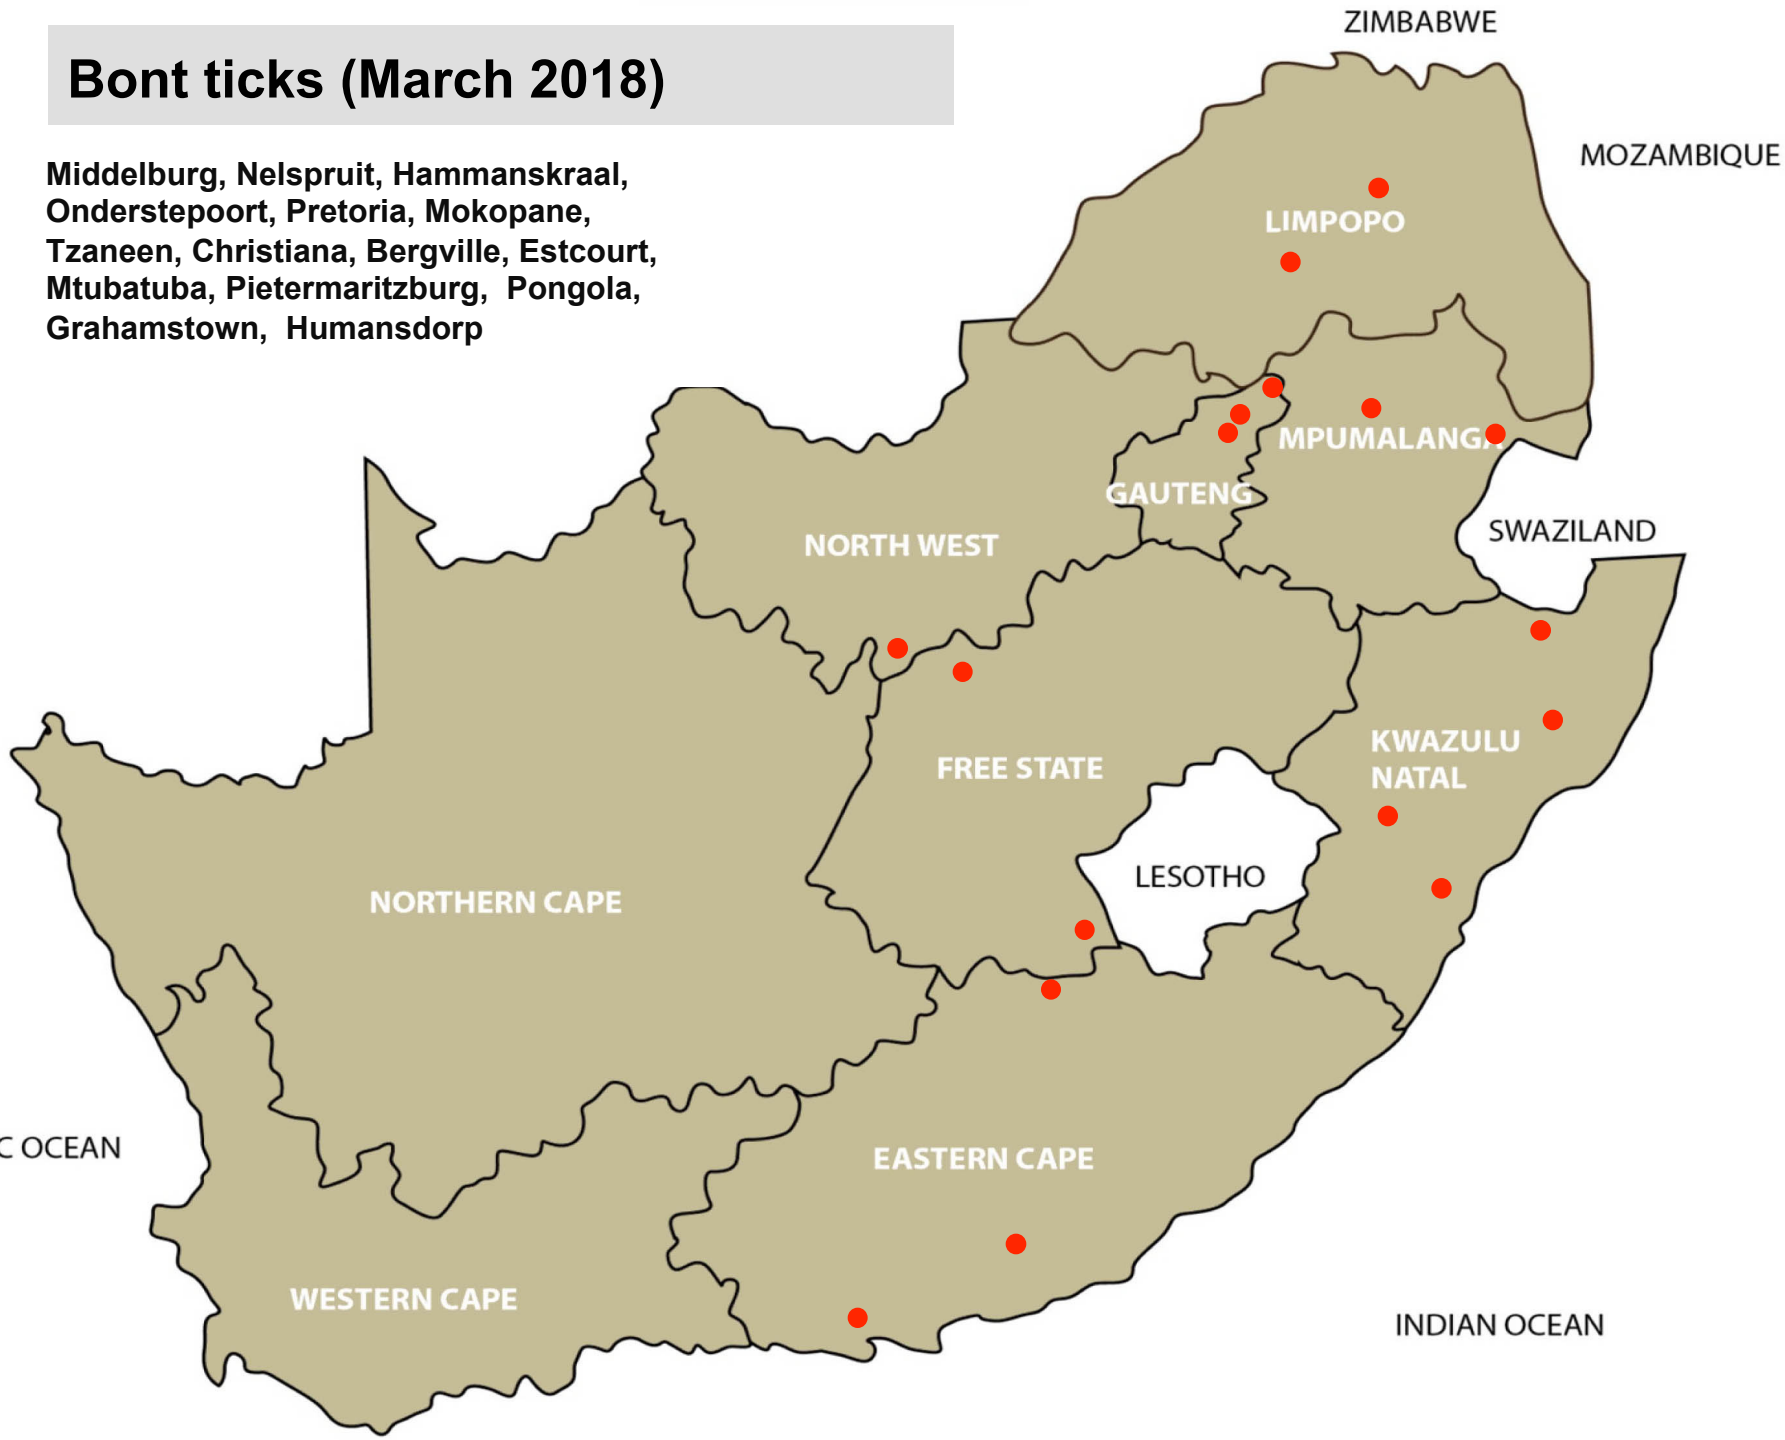 Bont ticks (March 2018)
Middelburg, Nelspruit, Hammanskraal,
Onderstepoort, Pretoria, Mokopane,
Tzaneen, Christiana, Bergville, Estcourt,
Mtubatuba, Pietermaritzburg,  Pongola,
Grahamstown,  Humansdorp
ZIMBABWE
MOZAMBIQUE
LIMPOPO
MPUMALANGA
GAUTENG
SWAZILAND
NORTH WEST
KWAZULU
NATAL
FREE STATE
LESOTHO
NORTHERN CAPE
C OCEAN
EASTERN CAPE
WESTERN CAPE
INDIAN OCEAN